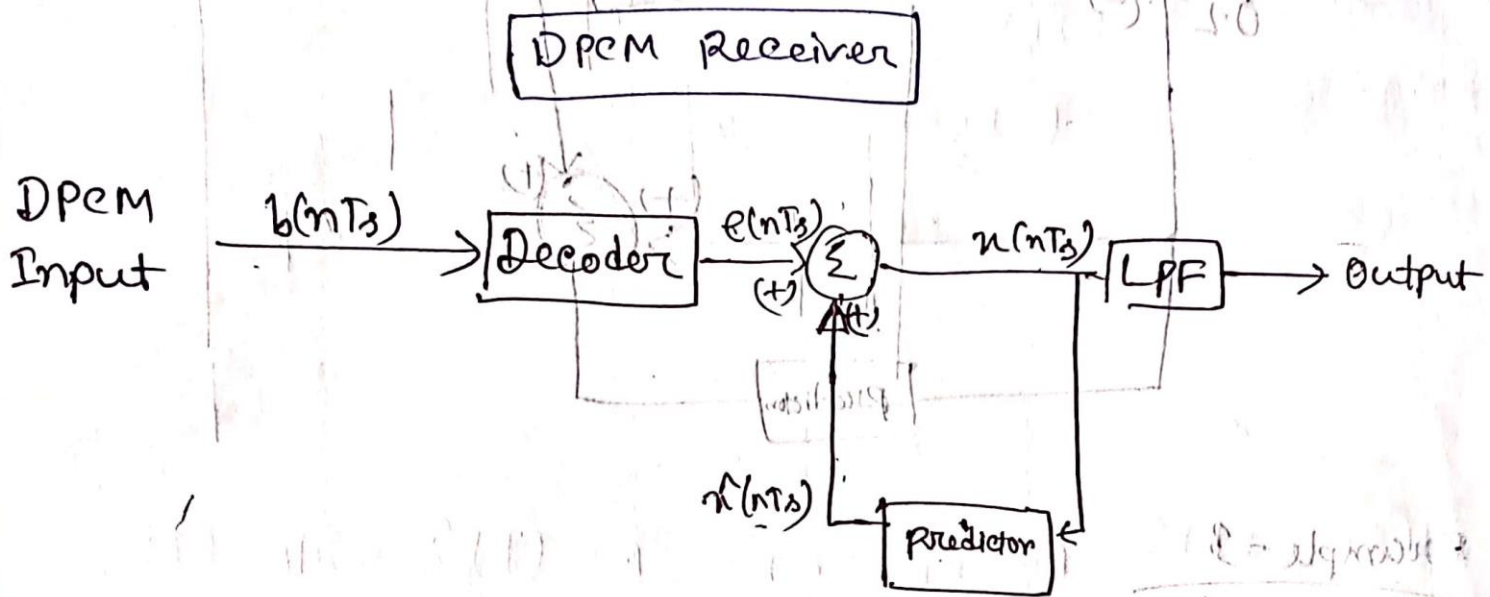 DPCM Receiver
DPCM
Input
b(nTs)
Decoder
e(nTs)
(+)
Σ
(+)
x(nTs)
LPF
Output
x̂(nTs)
Predictor